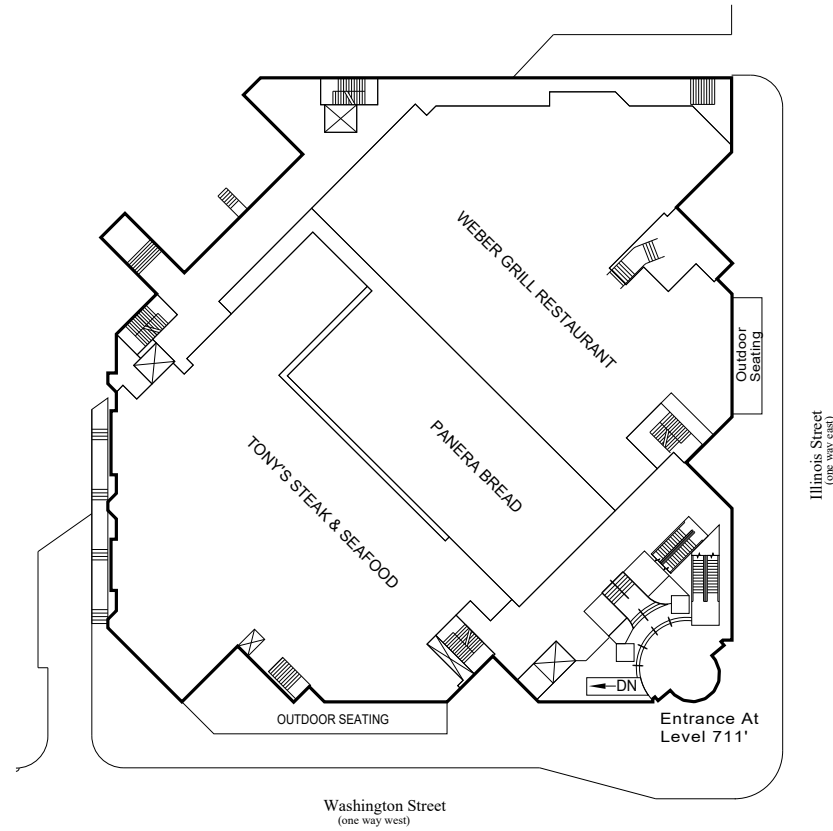 WEBER GRILL RESTAURANT
Outdoor
Seating
PANERA BREAD
TONY'S STEAK & SEAFOOD
Illinois Street
(one way east)
DN
OUTDOOR SEATING
Entrance At
Level 711'
Washington Street
(one way west)